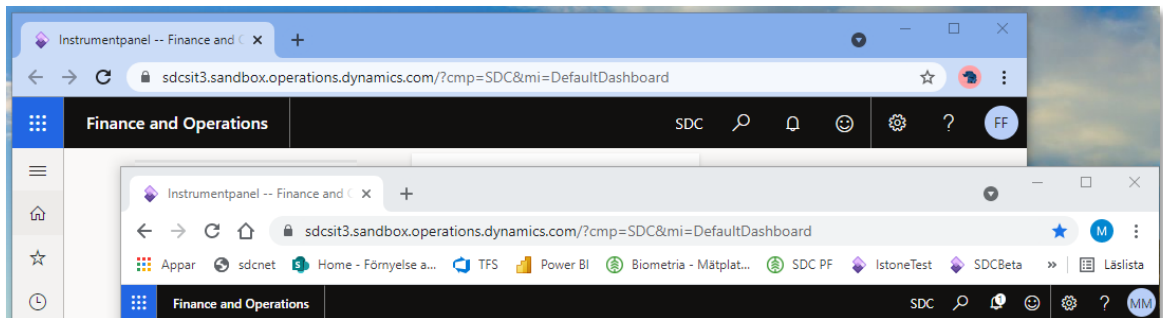 Instrumentpanel -- Finance and C
sdcsit3.sandbox.operations.dynamics.com/?cmp=SDC&mi=DefaultDashboard
Finance and Operations SDC ? FF
Instrumentpanel -- Finance and C
sdcsit3.sandbox.operations.dynamics.com/?cmp=SDC&mi=DefaultDashboard M
Appar sdcnet Home - Förnyelse a... TFS Power BI Biometria - Mätplat... SDC PF IstoneTest SDCBeta » Läslista
Finance and Operations SDC ? MM